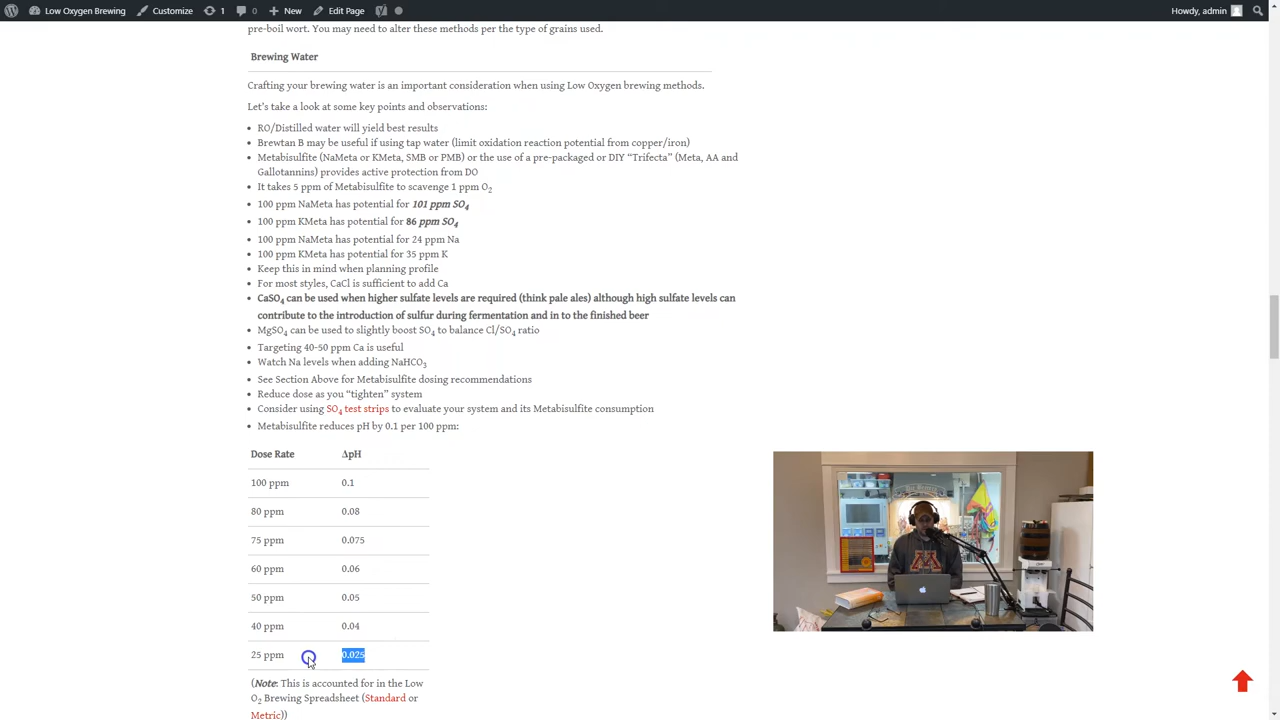 Low Oxygen Brewing Customize 1 0 New Edit Page Howdy, admin
pre-boil wort. You may need to alter these methods per the type of grains used.
Brewing Water
Crafting your brewing water is an important consideration when using Low Oxygen brewing methods.
Let's take a look at some key points and observations:
RO/Distilled water will yield best results
Brewtan B may be useful if using tap water (limit oxidation reaction potential from copper/iron)
Metabisulfite (NaMeta or KMeta, SMB or PMB) or the use of a pre-packaged or DIY “Trifecta” (Meta, AA and
Gallotannins) provides active protection from DO
It takes 5 ppm of Metabisulfite to scavenge 1 ppm O2
100 ppm NaMeta has potential for 101 ppm SO4
100 ppm KMeta has potential for 86 ppm SO4
100 ppm NaMeta has potential for 24 ppm Na
100 ppm KMeta has potential for 35 ppm K
Keep this in mind when planning profile
For most styles, CaCl is sufficient to add Ca
CaSO4 can be used when higher sulfate levels are required (think pale ales) although high sulfate levels can
contribute to the introduction of sulfur during fermentation and in to the finished beer
MgSO4 can be used to slightly boost SO4 to balance Cl/SO4 ratio
Targeting 40-50 ppm Ca is useful
Watch Na levels when adding NaHCO3
See Section Above for Metabisulfite dosing recommendations
Reduce dose as you “tighten” system
Consider using SO4 test strips to evaluate your system and its Metabisulfite consumption
Metabisulfite reduces pH by 0.1 per 100 ppm:
Dose Rate ΔpH
100 ppm 0.1
80 ppm 0.08
75 ppm 0.075
60 ppm 0.06
50 ppm 0.05
40 ppm 0.04
25 ppm 0.025
(Note: This is accounted for in the Low
O2 Brewing Spreadsheet (Standard or
Metric))